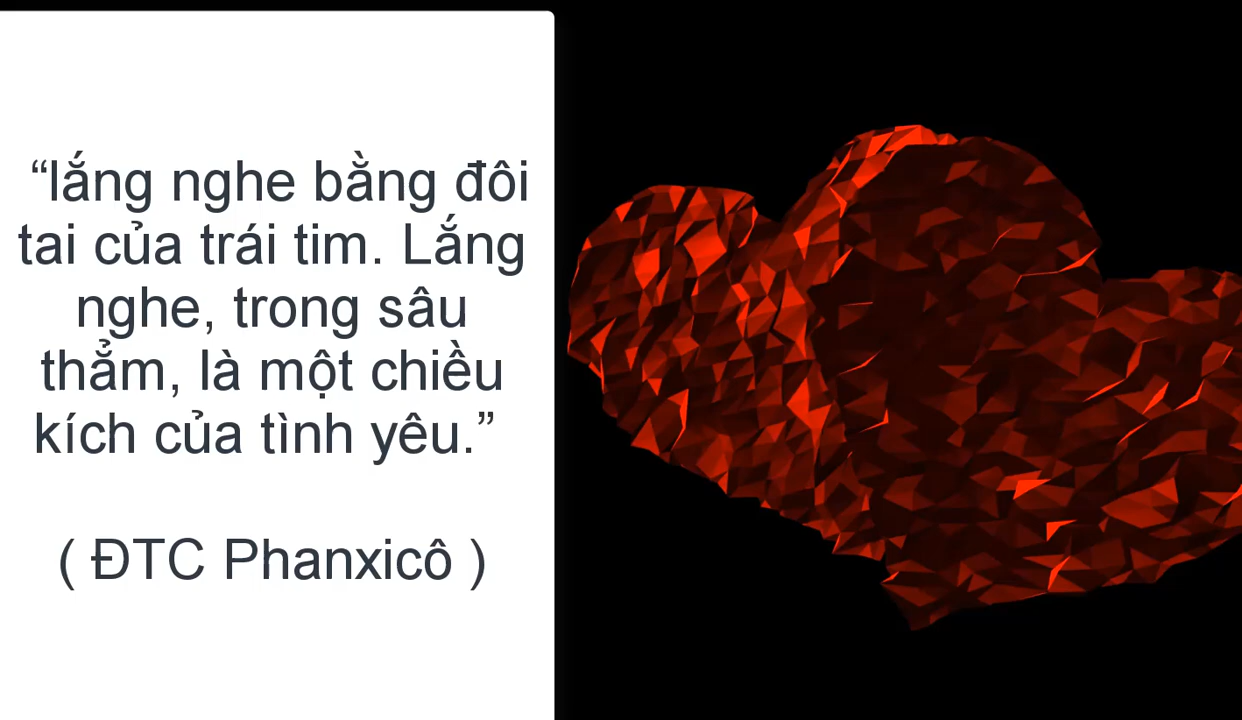 “lắng nghe bằng đôi
tai của trái tim. Lắng
nghe, trong sâu
thẳm, là một chiều
kích của tình yêu.”
( ĐTC Phanxicô )